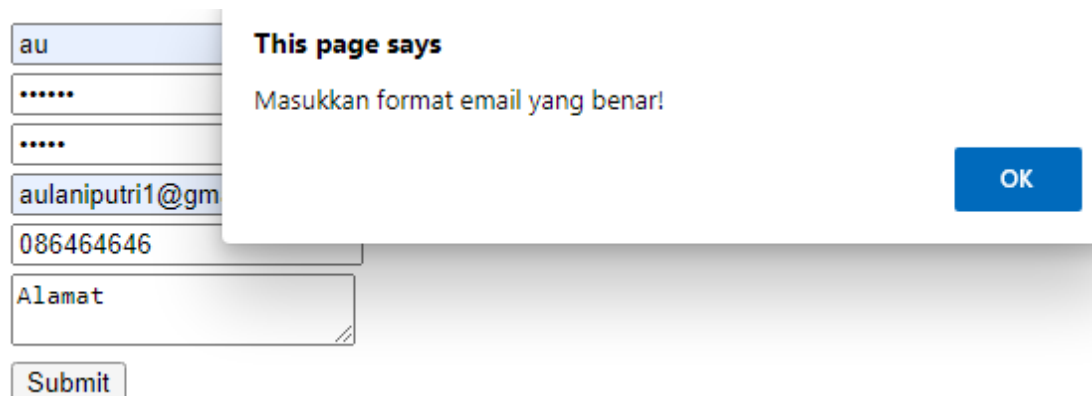 au
This page says
Masukkan format email yang benar!
••••••
•••••
OK
aulaniputri1@gm
086464646
Alamat
Submit